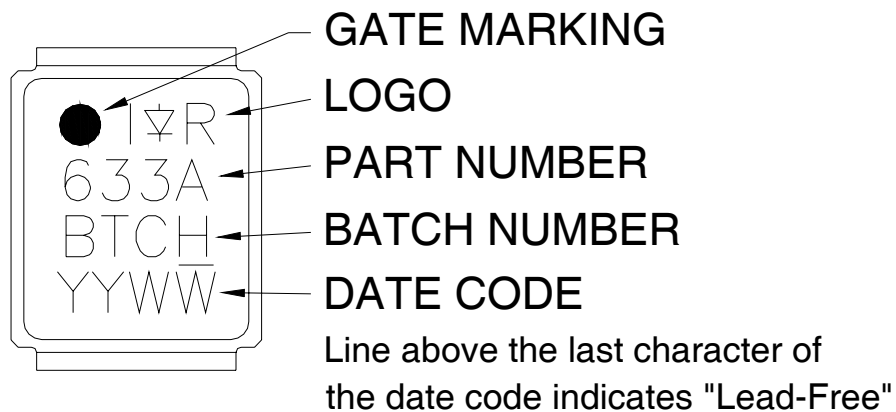 GATE MARKING
I R
LOGO
633A
PART NUMBER
BTCH
BATCH NUMBER
YYWW
DATE CODE
Line above the last character of
the date code indicates "Lead-Free"